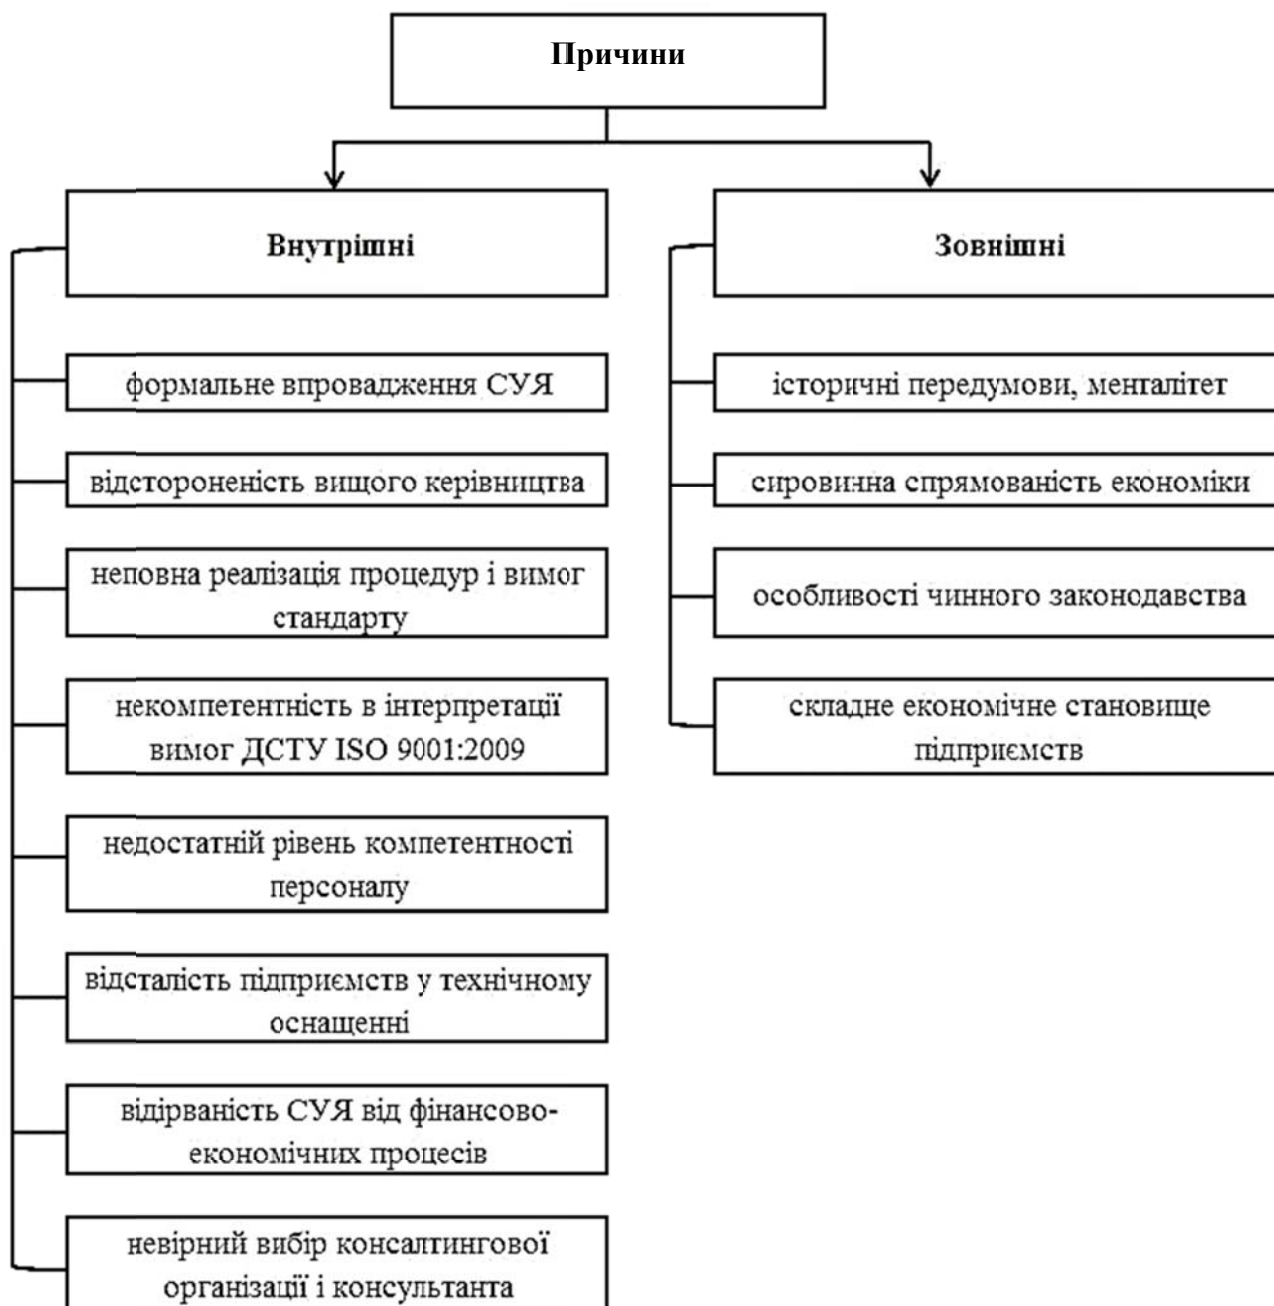 Причини
Внутрішні
формальне впровадження СУЯ
відстороненість вищого керівництва
неповна реалізація процедур і вимог
стандарту
некомпетентність в інтерпретації
вимог ДСТУ ISO 9001:2009
недостатній рівень компетентності
персоналу
відсталість підприємств у технічному
оснащенні
відірваність СУЯ від фінансово-
економічних процесів
невірний вибір консалтингової
організації і консультанта
Зовнішні
історичні передумови, менталітет
сировинна спрямованість економіки
особливості чинного законодавства
складне економічне становище
підприємств